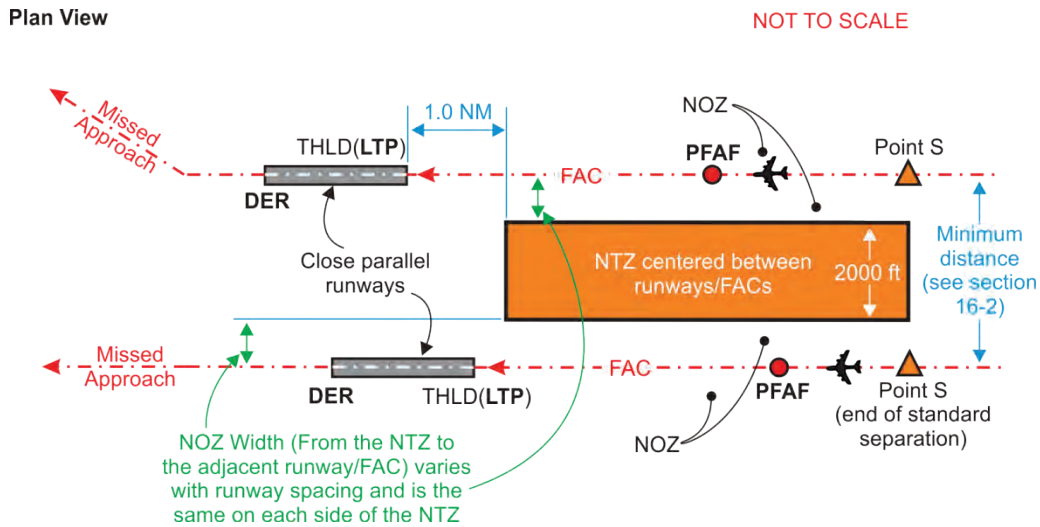 Plan View
NOT TO SCALE
Missed
Approach
1.0 NM
NOZ
THLD(LTP)
PFAF
Point S
DER
FAC
Close parallel
runways
NTZ centered between
runways/FACs
2000 ft
Minimum
distance
(see section
16-2)
Missed
Approach
FAC
DER
THLD(LTP)
PFAF
Point S
(end of standard
separation)
NOZ
NOZ Width (From the NTZ to
the adjacent runway/FAC) varies
with runway spacing and is the
same on each side of the NTZ